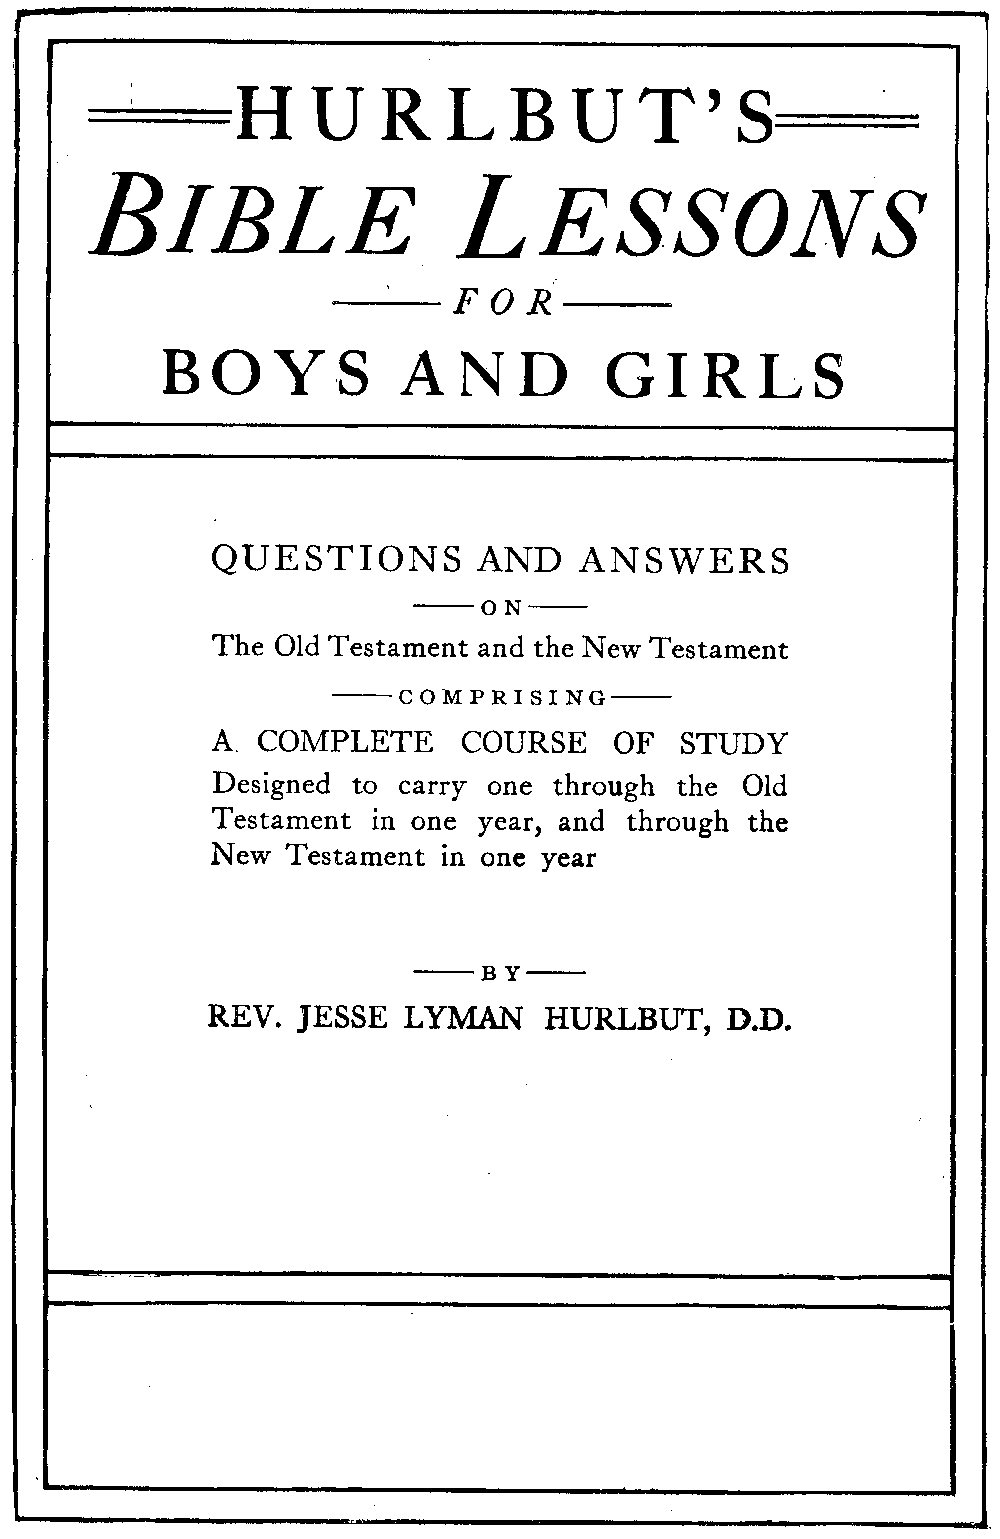 HURLBUT'S
BIBLE LESSONS
FOR
BOYS AND GIRLS
QUESTIONS AND ANSWERS
ON
The Old Testament and the New Testament
COMPRISING
A COMPLETE COURSE OF STUDY
Designed to carry one through the Old
Testament in one year, and through the
New Testament in one year
BY
REV. JESSE LYMAN HURLBUT, D.D.